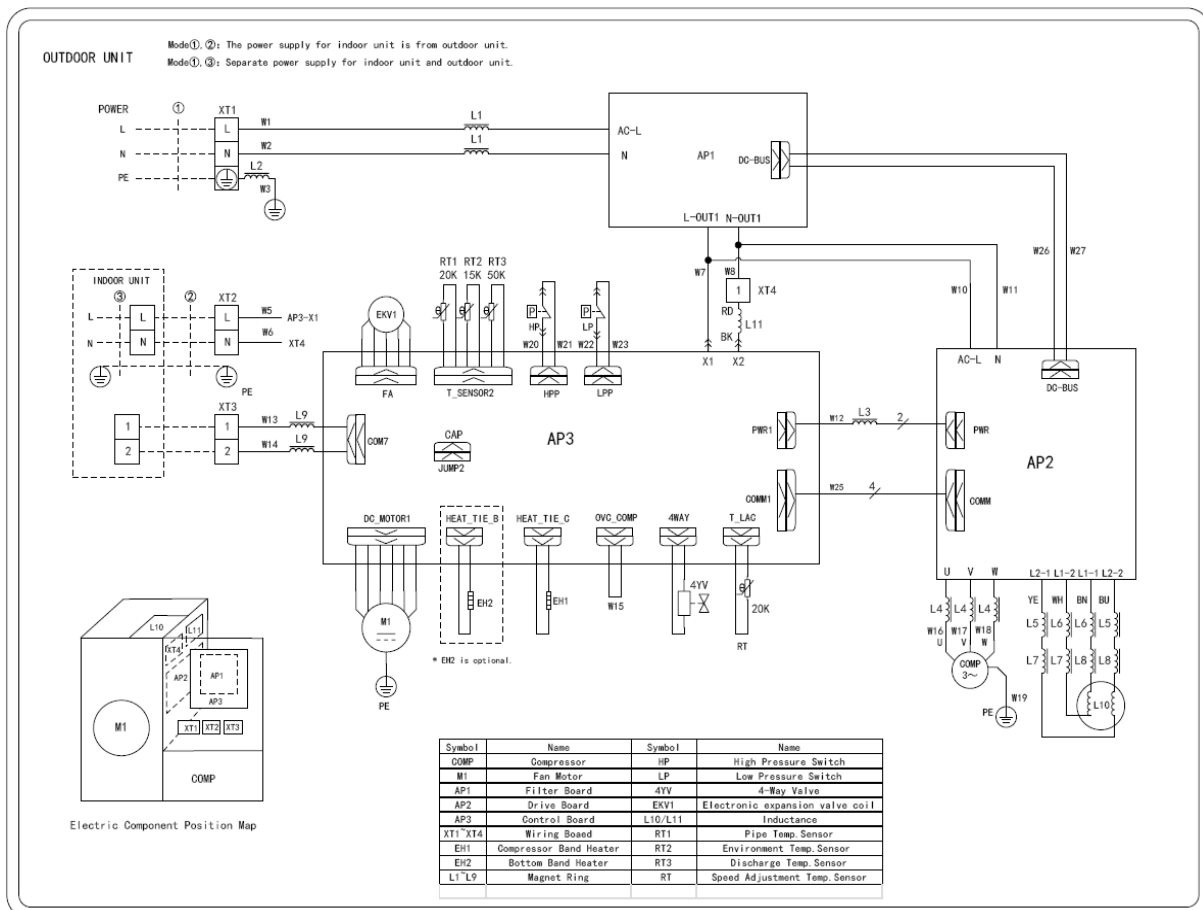 OUTDOOR UNIT
Mode①,②: The power supply for indoor unit is from outdoor unit.
Mode①,③: Separate power supply for indoor unit and outdoor unit.
POWER ① XT1
L L W1 L1 AC-L
N N W2 L1 N
PE L2 W3
AP1 DC-BUS
L-OUT1 N-OUT1
W7 W8 W10 W11 W26 W27
1 XT4
RD L11
BK
X1 X2
INDOOR UNIT
③ ② XT2
L L L W5 AP3-X1
N N N W6 XT4
PE
XT3
1 1 W13 L9
2 2 W14 L9
COM7
EKV1
FA
RT1 RT2 RT3
20K 15K 50K
θ θ θ
T_SENSOR2
P HP
W20 W21
HPP
P LP
W22 W23
LPP
CAP
JUMP2
AP3
PWR1 W12 L3 2 PWR
COMM1 W25 4 COMM
AC-L N
DC-BUS
AP2
DC_MOTOR1
M1
PE
HEAT_TIE_B
EH2
* EH2 is optional.
HEAT_TIE_C
EH1
OVC_COMP
W15
4WAY
4YV
T_LAC
θ
20K
RT
U V W L2-1 L1-2 L1-1 L2-2
YE WH BN BU
L4 L4 L4 L5 L6 L6 L5
W16 W17 W18
U V W
L7 L7 L8 L8
COMP
3~
W19
PE
L10
L10 L11
XT4
AP2 AP1
AP3
M1 XT1 XT2 XT3
COMP
Electric Component Position Map
Symbol Name Symbol Name
COMP Compressor HP High Pressure Switch
M1 Fan Motor LP Low Pressure Switch
AP1 Filter Board 4YV 4-Way Valve
AP2 Drive Board EKV1 Electronic expansion valve coil
AP3 Control Board L10/L11 Inductance
XT1~XT4 Wiring Boaed RT1 Pipe Temp.Sensor
EH1 Compressor Band Heater RT2 Environment Temp.Sensor
EH2 Bottom Band Heater RT3 Discharge Temp.Sensor
L1~L9 Magnet Ring RT Speed Adjustment Temp.Sensor